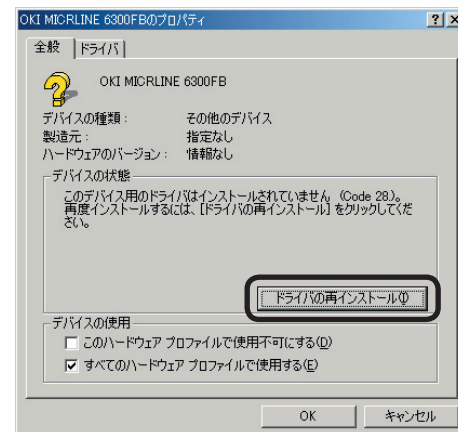 OKI MICRLINE 6300FBのプロパティ
全般 ドライバ
OKI MICRLINE 6300FB
デバイスの種類： その他のデバイス
製造元： 指定なし
ハードウェアのバージョン： 情報なし
デバイスの状態
このデバイス用のドライバはインストールされていません (Code 28.)。
再度インストールするには、[ドライバの再インストール] をクリックしてくだ
さい。
ドライバの再インストール(I)
デバイスの使用
このハードウェア プロファイルで使用不可にする(D)
すべてのハードウェア プロファイルで使用する(E)
OK キャンセル